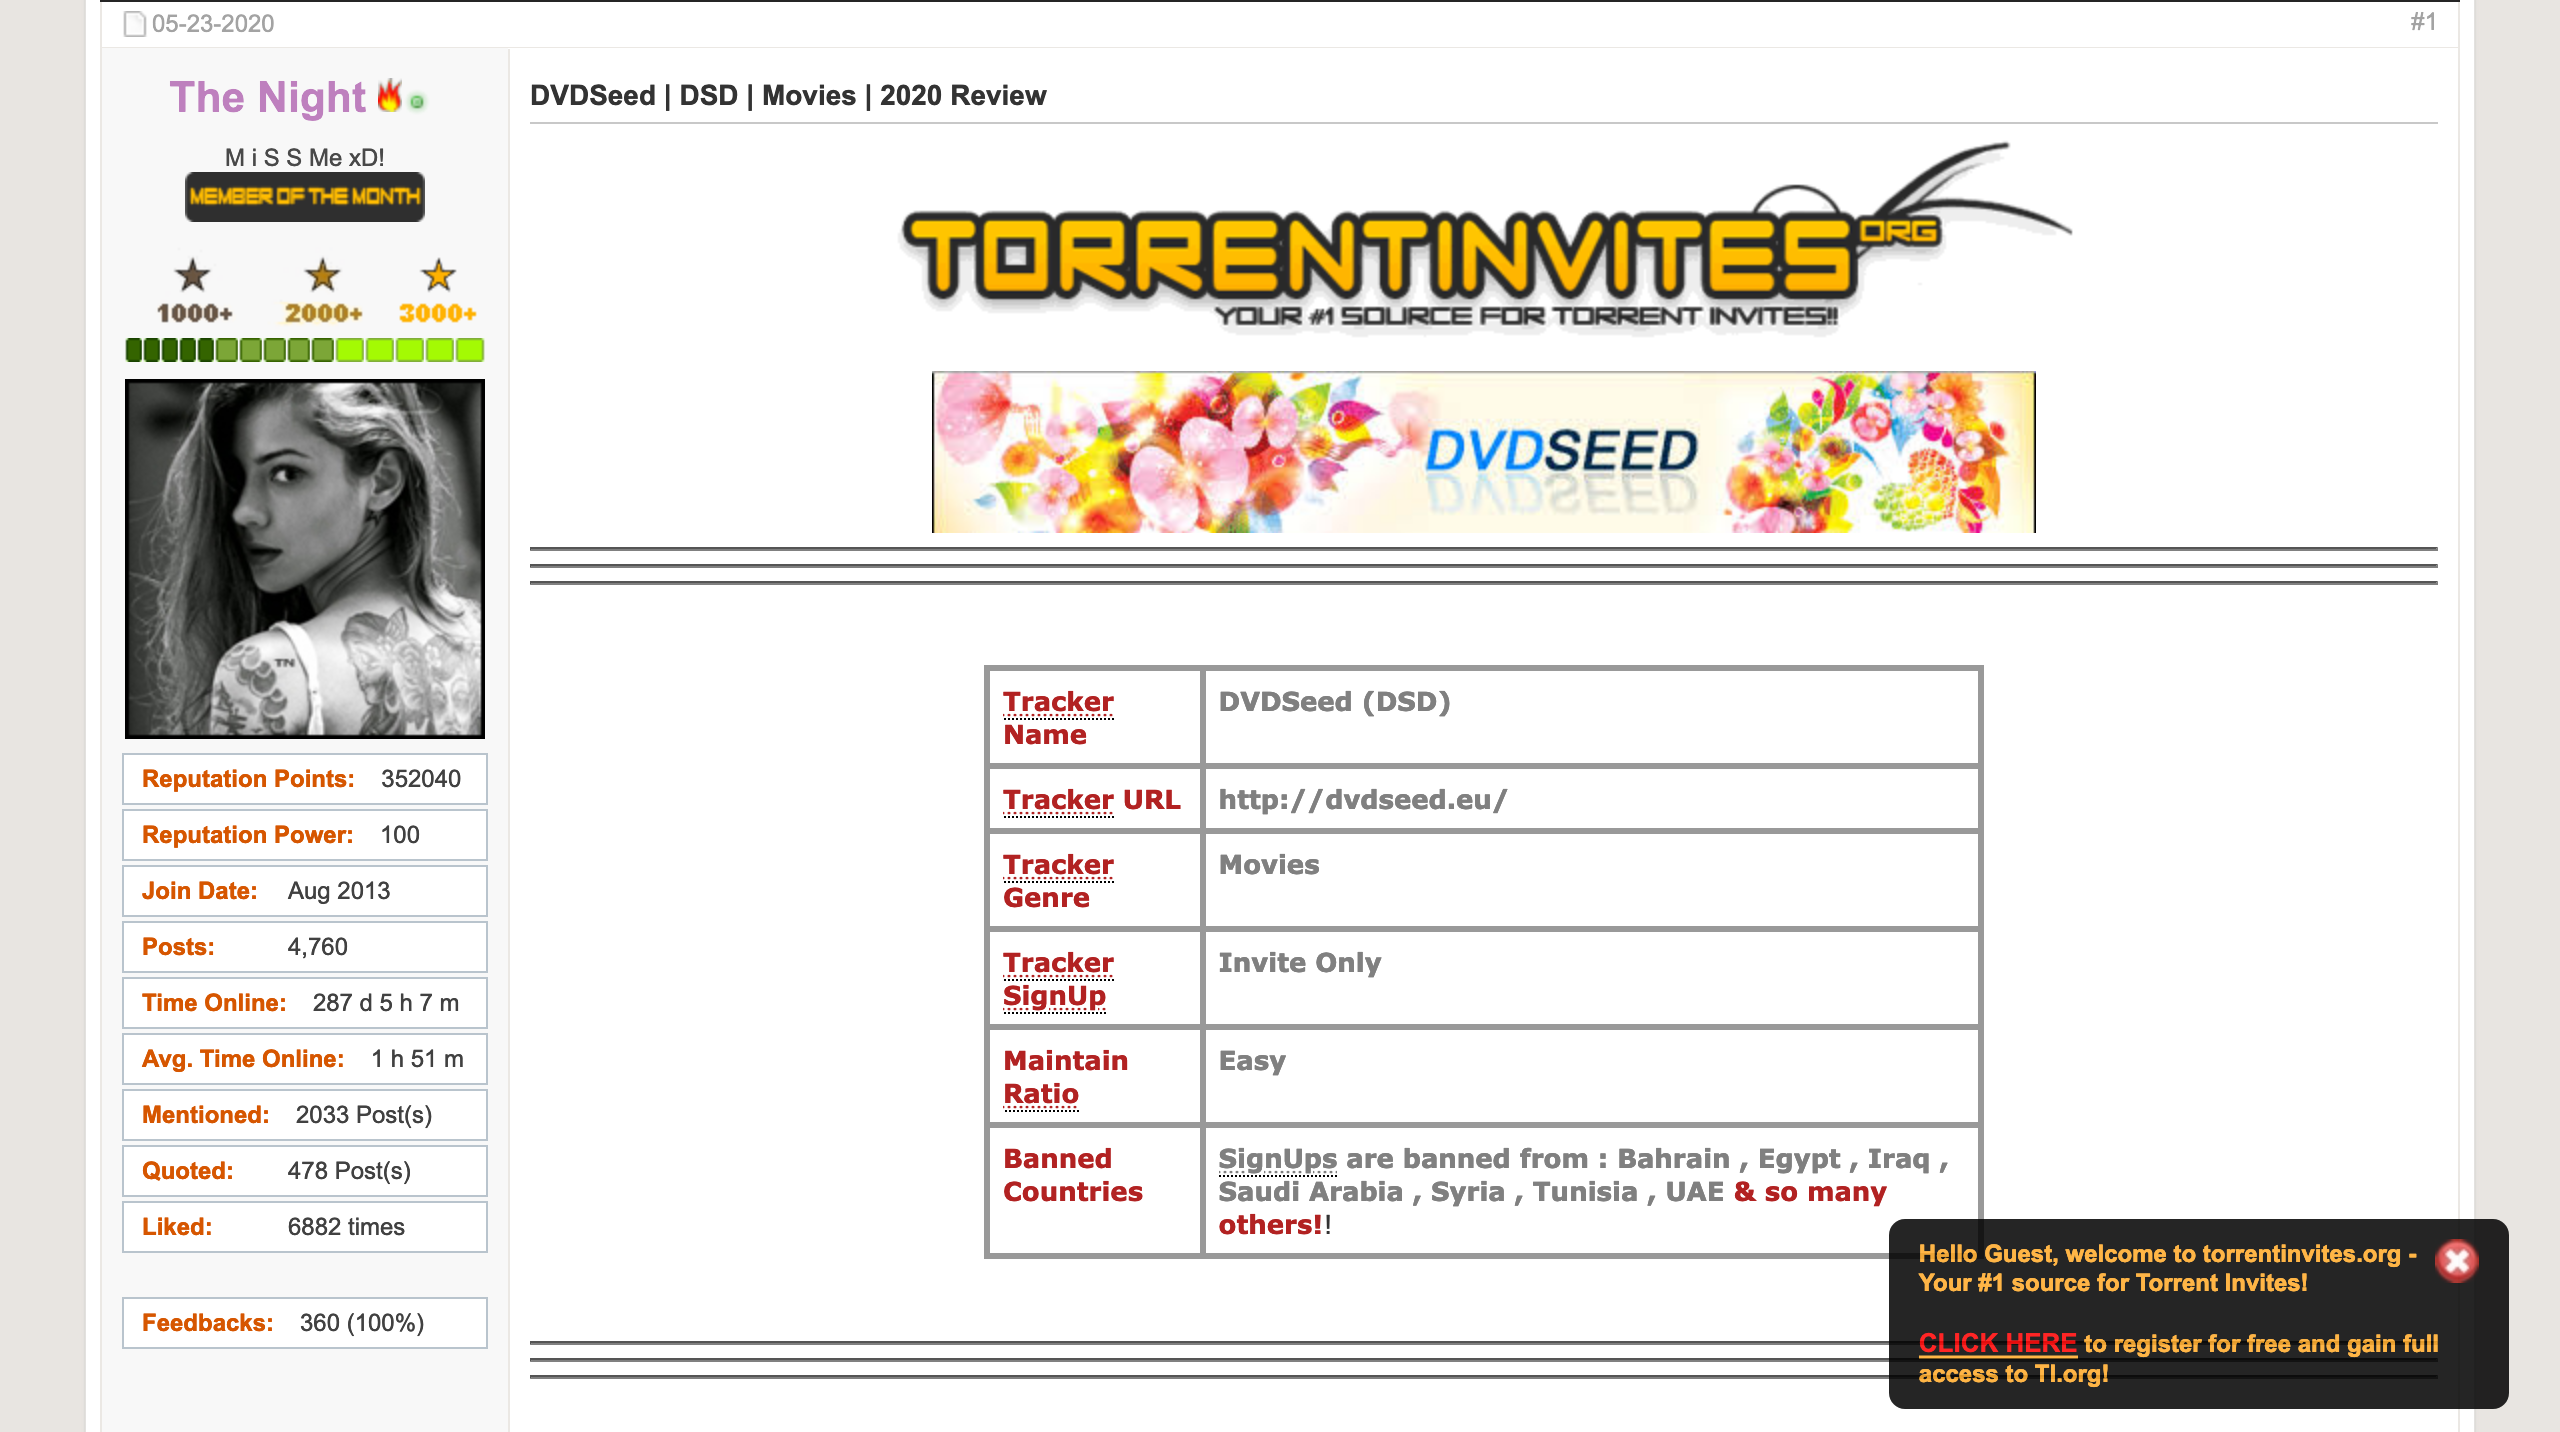 05-23-2020
#1
The Night
M i S S Me xD!
MEMBER OF THE MONTH
1000+ 2000+ 3000+
TN
Reputation Points: 352040
Reputation Power: 100
Join Date: Aug 2013
Posts: 4,760
Time Online: 287 d 5 h 7 m
Avg. Time Online: 1 h 51 m
Mentioned: 2033 Post(s)
Quoted: 478 Post(s)
Liked: 6882 times
Feedbacks: 360 (100%)
DVDSeed | DSD | Movies | 2020 Review
TORRENTINVITES.ORG
YOUR #1 SOURCE FOR TORRENT INVITES!!
DVDSEED
Tracker
Name
DVDSeed (DSD)
Tracker URL
http://dvdseed.eu/
Tracker
Genre
Movies
Tracker
SignUp
Invite Only
Maintain
Ratio
Easy
Banned
Countries
SignUps are banned from : Bahrain , Egypt , Iraq ,
Saudi Arabia , Syria , Tunisia , UAE & so many
others!!
Hello Guest, welcome to torrentinvites.org -
Your #1 source for Torrent Invites!
CLICK HERE to register for free and gain full
access to TI.org!